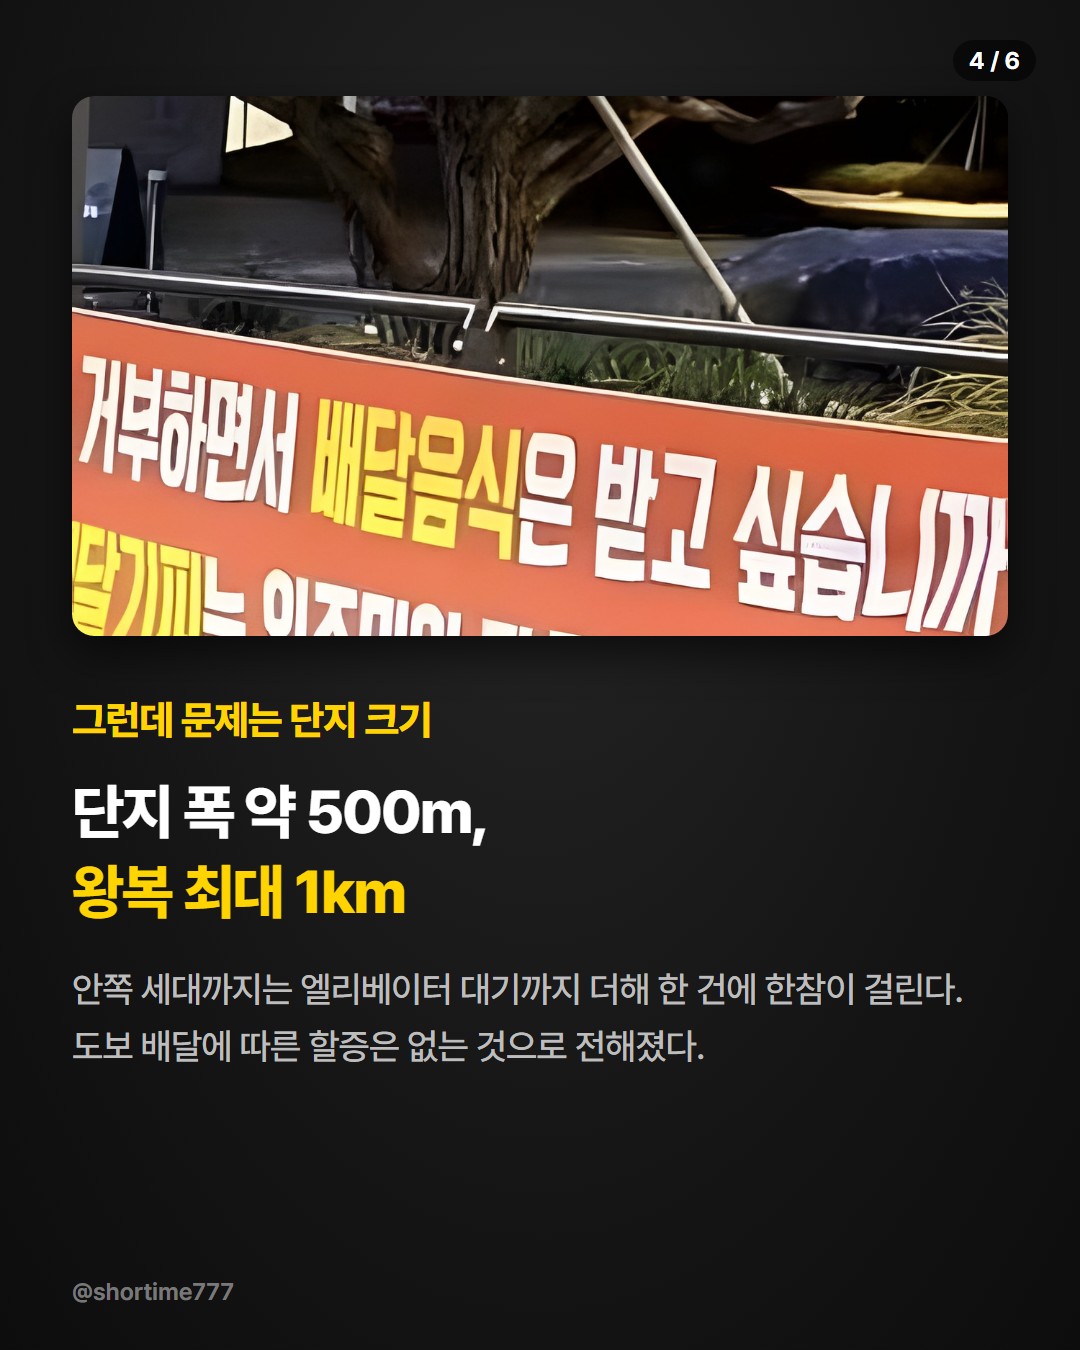 4 / 6
거부하면서 배달음식은 받고 싶습니까
그런데 문제는 단지 크기
단지 폭 약 500m,
왕복 최대 1km
안쪽 세대까지는 엘리베이터 대기까지 더해 한 건에 한참이 걸린다.
도보 배달에 따른 할증은 없는 것으로 전해졌다.
@shortime777